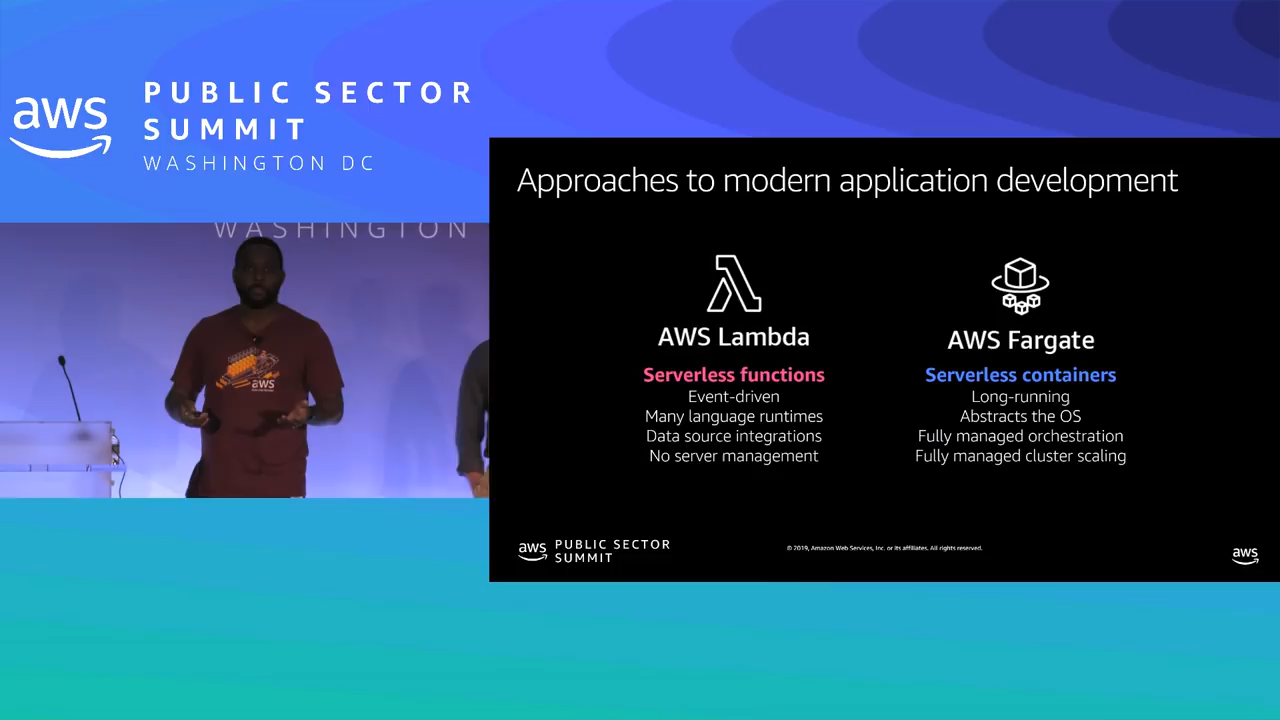 aws
PUBLIC SECTOR
SUMMIT
WASHINGTON DC
WASHINGTON
aws
Approaches to modern application development
AWS Lambda
Serverless functions
Event-driven
Many language runtimes
Data source integrations
No server management
AWS Fargate
Serverless containers
Long-running
Abstracts the OS
Fully managed orchestration
Fully managed cluster scaling
aws
PUBLIC SECTOR
SUMMIT
© 2019, Amazon Web Services, Inc. or its affiliates. All rights reserved.
aws